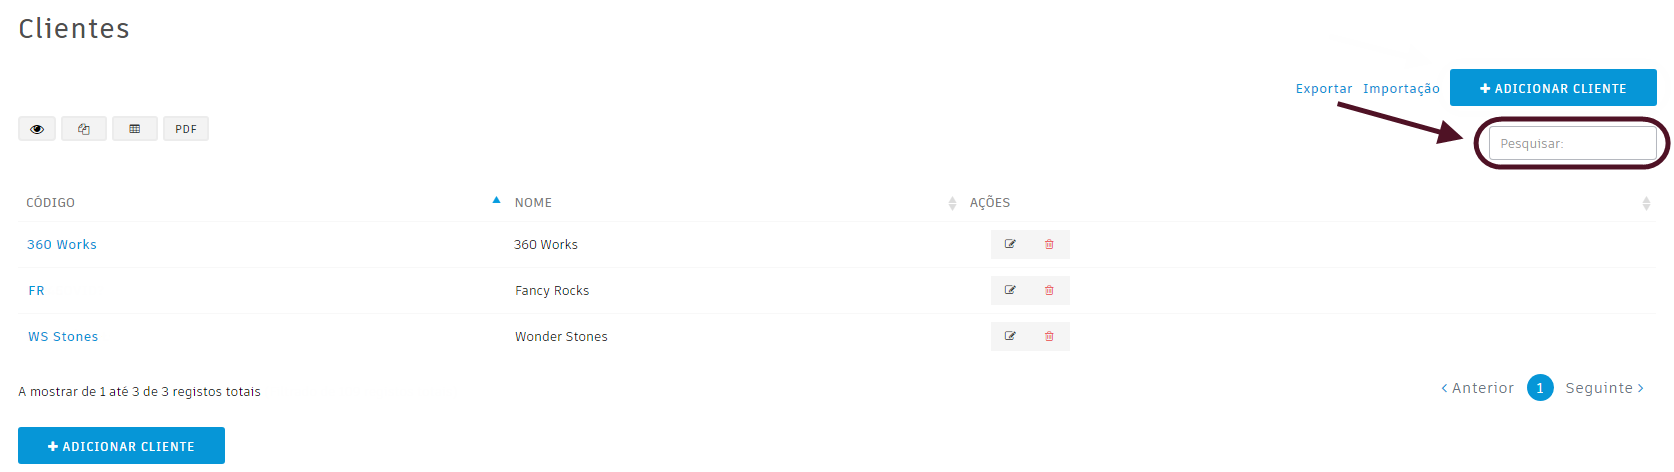 Clientes
Exportar Importação ADICIONAR CLIENTE
PDF
Pesquisar:
CÓDIGO NOME AÇÕES
360 Works 360 Works
FR Fancy Rocks
WS Stones Wonder Stones
A mostrar de 1 até 3 de 3 registos totais
Anterior 1 Seguinte
ADICIONAR CLIENTE